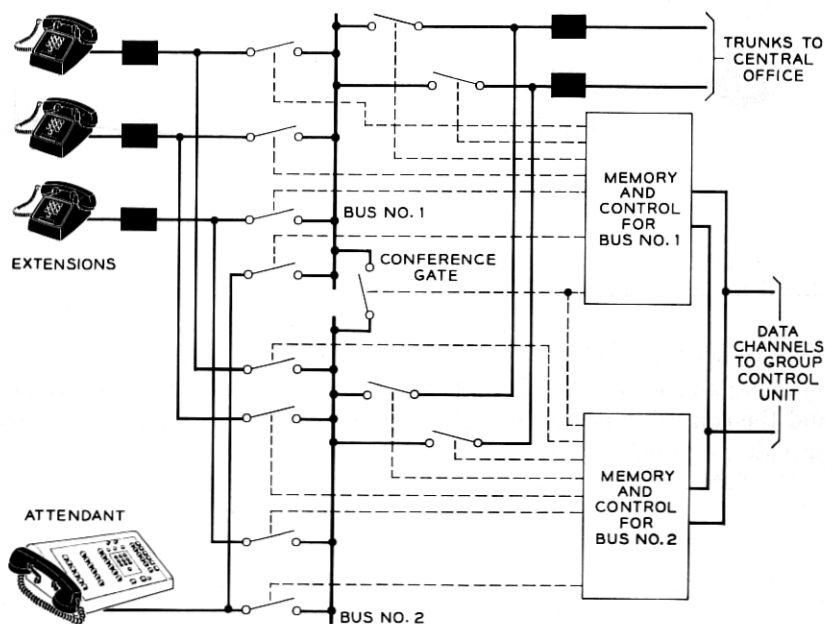 TRUNKS TO
CENTRAL
OFFICE
MEMORY
AND
CONTROL
FOR
BUS NO. 1
BUS NO. 1
EXTENSIONS
CONFERENCE
GATE
DATA
CHANNELS
TO GROUP
CONTROL
UNIT
MEMORY
AND
CONTROL
FOR
BUS NO. 2
ATTENDANT
BUS NO. 2